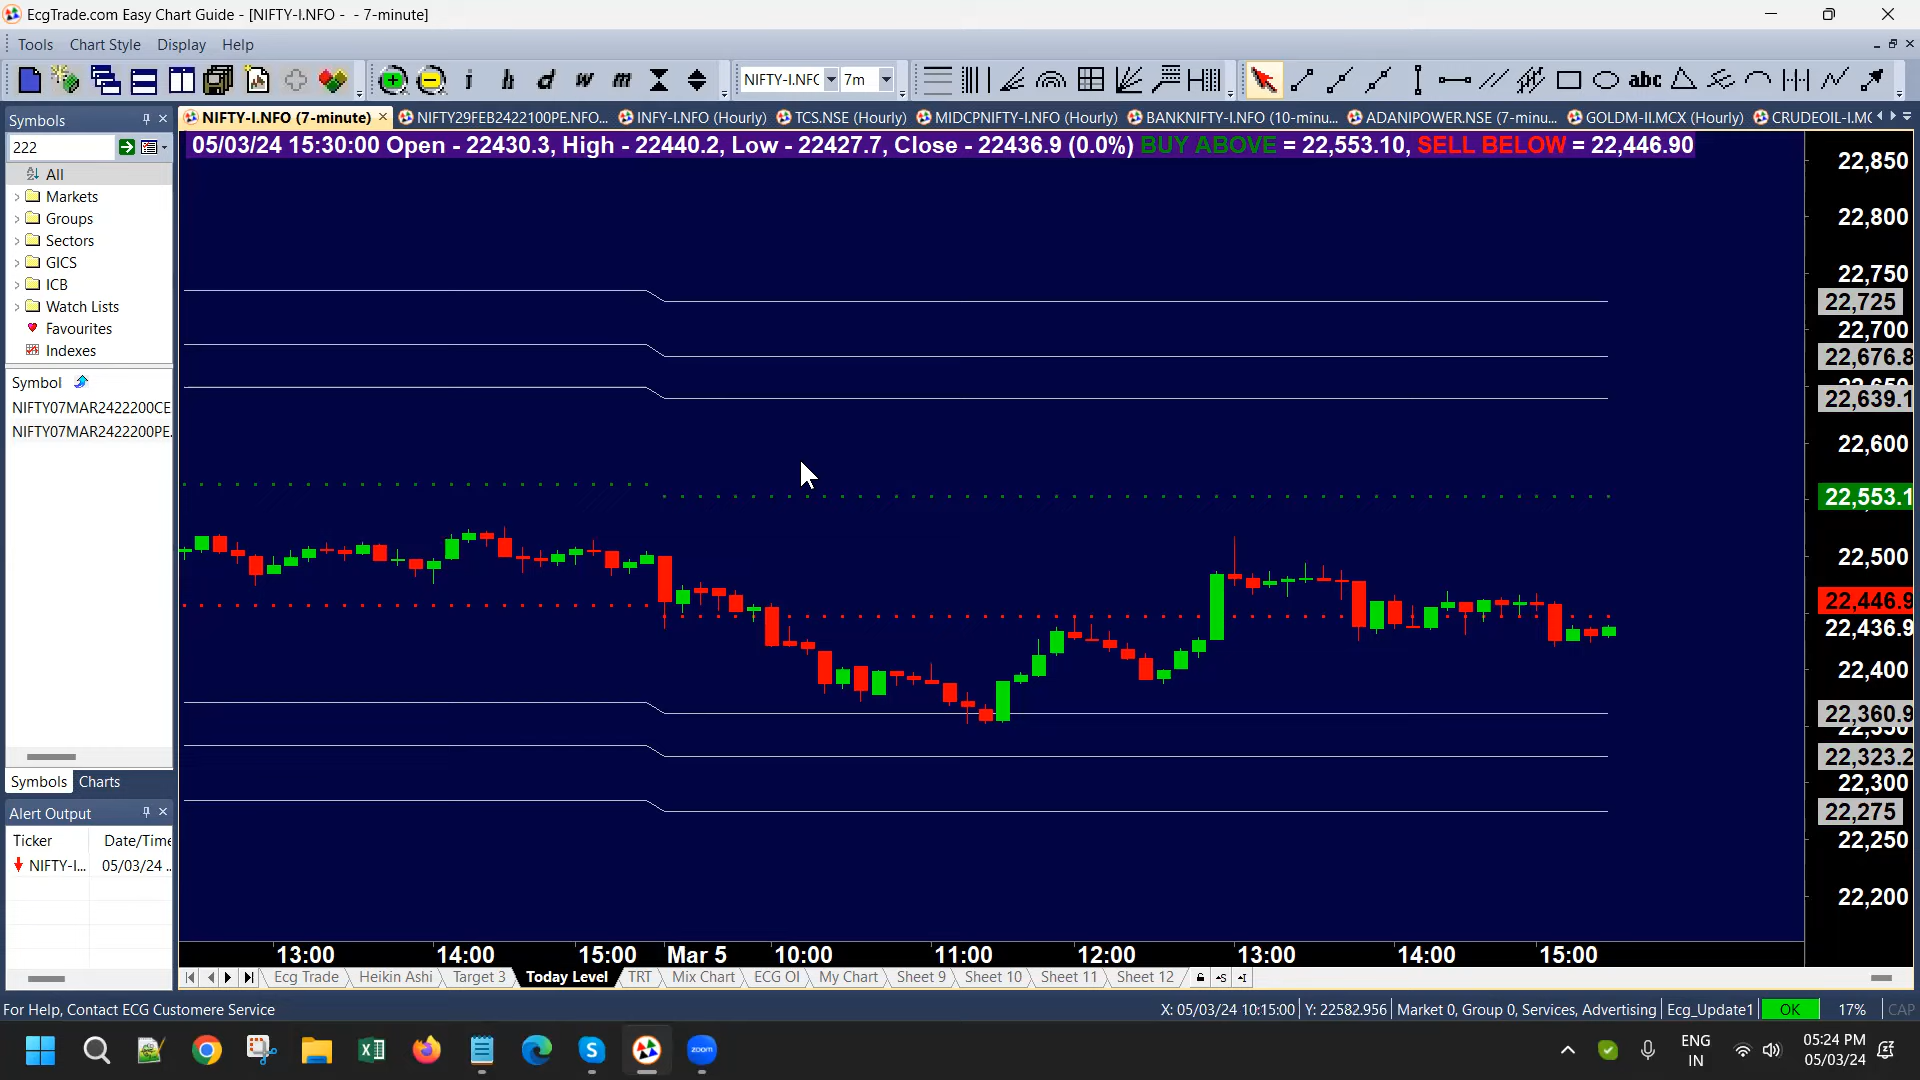 EcgTrade.com Easy Chart Guide - [NIFTY-I.NFO -  - 7-minute]
Tools Chart Style Display Help
i h d w m NIFTY-I.NFC 7m abc
Symbols
NIFTY-I.NFO (7-minute) NIFTY29FEB2422100PE.NFO... INFY-I.NFO (Hourly) TCS.NSE (Hourly) MIDCPNIFTY-I.NFO (Hourly) BANKNIFTY-I.NFO (10-minu... ADANIPOWER.NSE (7-minu... GOLDM-II.MCX (Hourly) CRUDEOIL-I.MC
222
05/03/24 15:30:00 Open - 22430.3, High - 22440.2, Low - 22427.7, Close - 22436.9 (0.0%) BUY ABOVE = 22,553.10, SELL BELOW = 22,446.90
All
Markets
Groups
Sectors
GICS
ICB
Watch Lists
Favourites
Indexes
Symbol
NIFTY07MAR2422200CE
NIFTY07MAR2422200PE.
Symbols Charts
Alert Output
Ticker Date/Time
NIFTY-I... 05/03/24 ..
22,850
22,800
22,750
22,725
22,700
22,676.8
22,650
22,639.1
22,600
22,553.1
22,500
22,446.9
22,436.9
22,400
22,360.9
22,350
22,323.2
22,300
22,275
22,250
22,200
13:00 14:00 15:00 Mar 5 10:00 11:00 12:00 13:00 14:00 15:00
Ecg Trade Heikin Ashi Target 3 Today Level TRT Mix Chart ECG OI My Chart Sheet 9 Sheet 10 Sheet 11 Sheet 12
For Help, Contact ECG Customere Service X: 05/03/24 10:15:00 Y: 22582.956 Market 0, Group 0, Services, Advertising Ecg_Update1 OK 17% CAP
zoom
ENG
IN
05:24 PM
05/03/24